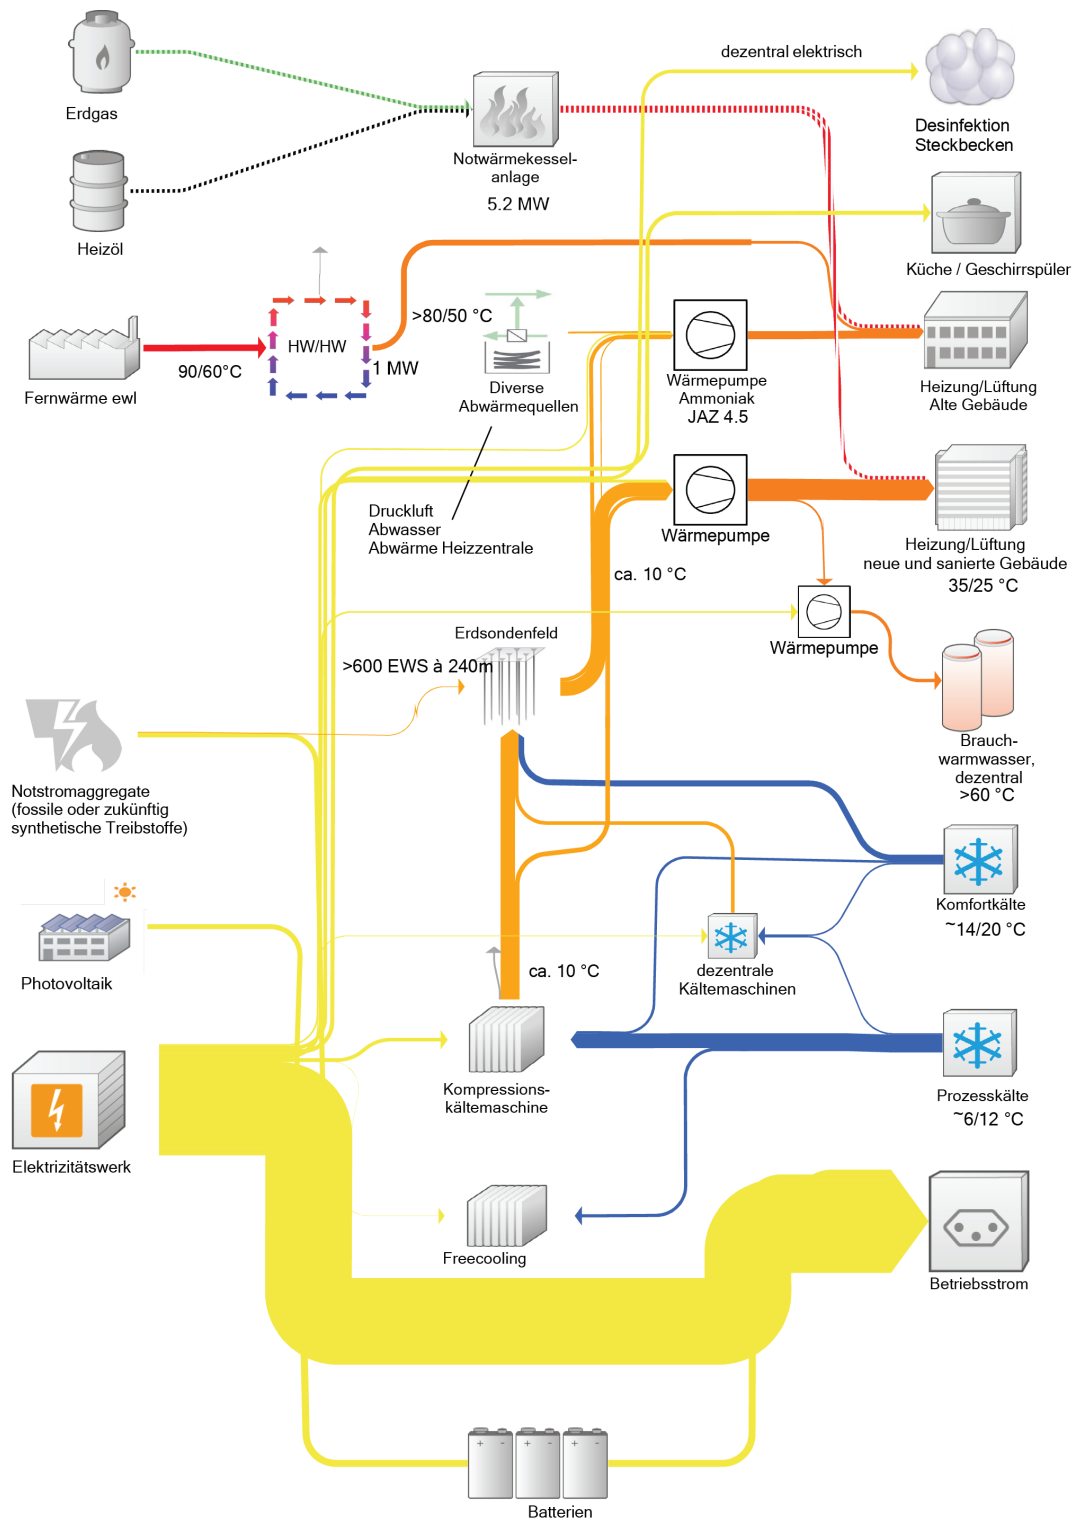 dezentral elektrisch
Erdgas
Desinfektion
Steckbecken
Notwärmekessel-
anlage
5.2 MW
Heizöl
Küche / Geschirrspüler
>80/50 °C
HW/HW
90/60°C
1 MW
Fernwärme ewl
Diverse
Abwärmequellen
Wärmepumpe
Ammoniak
JAZ 4.5
Heizung/Lüftung
Alte Gebäude
Druckluft
Abwasser
Abwärme Heizzentrale
Wärmepumpe
Heizung/Lüftung
neue und sanierte Gebäude
35/25 °C
ca. 10 °C
Erdsondenfeld
>600 EWS à 240m
Wärmepumpe
Brauch-
warmwasser,
dezentral
>60 °C
Notstromaggregate
(fossile oder zukünftig
synthetische Treibstoffe)
Komfortkälte
~14/20 °C
Photovoltaik
ca. 10 °C
dezentrale
Kältemaschinen
Kompressions-
kältemaschine
Prozesskälte
~6/12 °C
Elektrizitätswerk
Freecooling
Betriebsstrom
+ - + - + -
Batterien